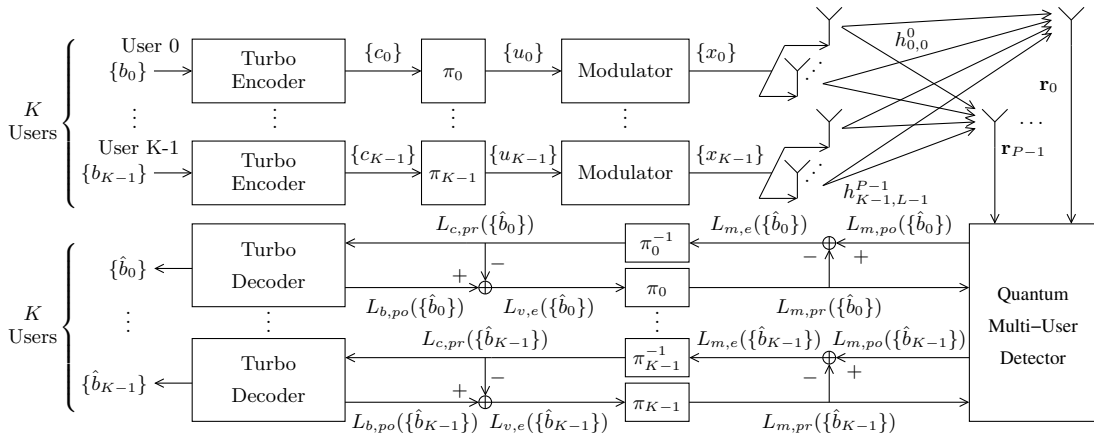 User 0
{b_0}
Turbo
Encoder
{c_0}
π_0
{u_0}
Modulator
{x_0}
h^0_{0,0}
r_0
K
Users
⋮
User K-1
{b_{K−1}}
Turbo
Encoder
{c_{K−1}}
π_{K−1}
{u_{K−1}}
Modulator
{x_{K−1}}
h^{P−1}_{K−1,L−1}
r_{P−1}
...
K
Users
{b̂_0}
Turbo
Decoder
L_{c,pr}({b̂_0})
π_0^{−1}
L_{m,e}({b̂_0})
L_{m,po}({b̂_0})
+ −
− +
L_{b,po}({b̂_0})
L_{v,e}({b̂_0})
π_0
L_{m,pr}({b̂_0})
Quantum
Multi−User
Detector
⋮
{b̂_{K−1}}
Turbo
Decoder
L_{c,pr}({b̂_{K−1}})
π_{K−1}^{−1}
L_{m,e}({b̂_{K−1}})
L_{m,po}({b̂_{K−1}})
+ −
− +
L_{b,po}({b̂_{K−1}})
L_{v,e}({b̂_{K−1}})
π_{K−1}
L_{m,pr}({b̂_{K−1}})